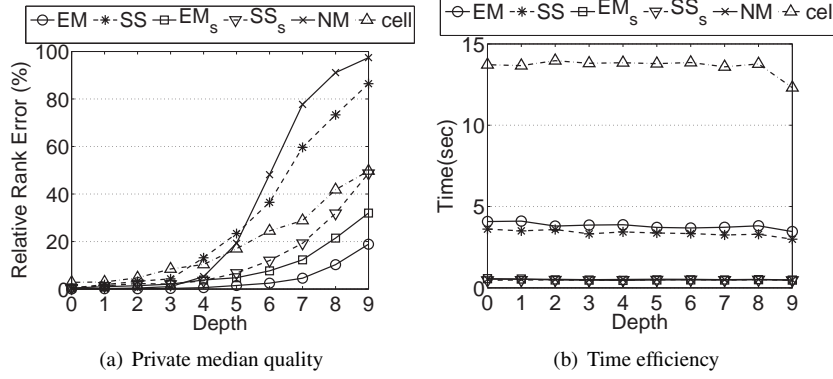 EM SS EMs SSs NM cell
100
80
60
40
20
0
Relative Rank Error (%)
0 1 2 3 4 5 6 7 8 9
Depth
(a) Private median quality
EM SS EMs SSs NM cell
15
10
5
0
Time(sec)
0 1 2 3 4 5 6 7 8 9
Depth
(b) Time efficiency